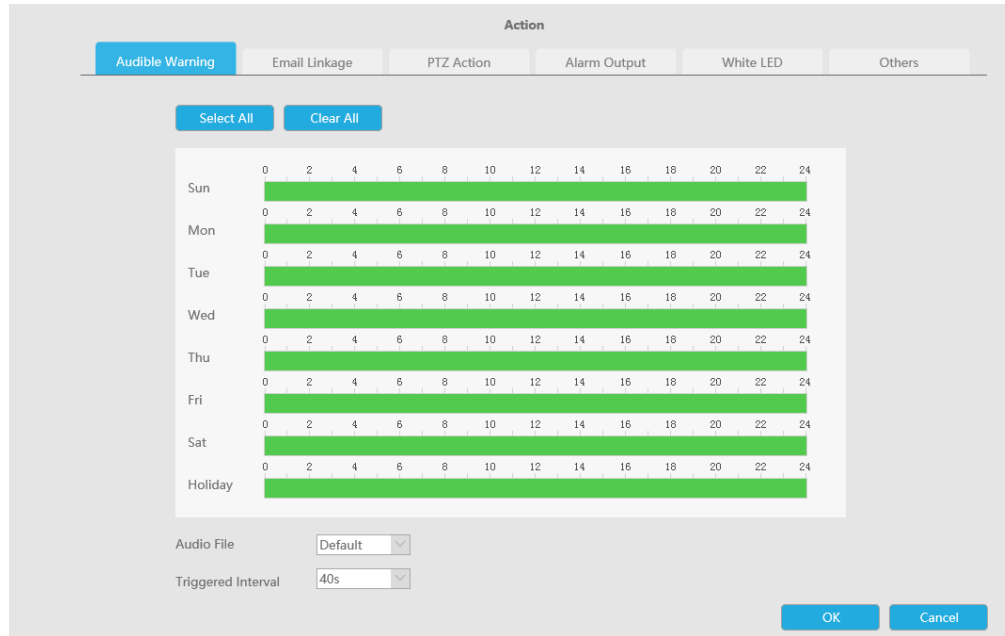 Action
Audible Warning Email Linkage PTZ Action Alarm Output White LED Others
Select All Clear All
0 2 4 6 8 10 12 14 16 18 20 22 24
Sun
0 2 4 6 8 10 12 14 16 18 20 22 24
Mon
0 2 4 6 8 10 12 14 16 18 20 22 24
Tue
0 2 4 6 8 10 12 14 16 18 20 22 24
Wed
0 2 4 6 8 10 12 14 16 18 20 22 24
Thu
0 2 4 6 8 10 12 14 16 18 20 22 24
Fri
0 2 4 6 8 10 12 14 16 18 20 22 24
Sat
0 2 4 6 8 10 12 14 16 18 20 22 24
Holiday
Audio File Default
Triggered Interval 40s
OK Cancel